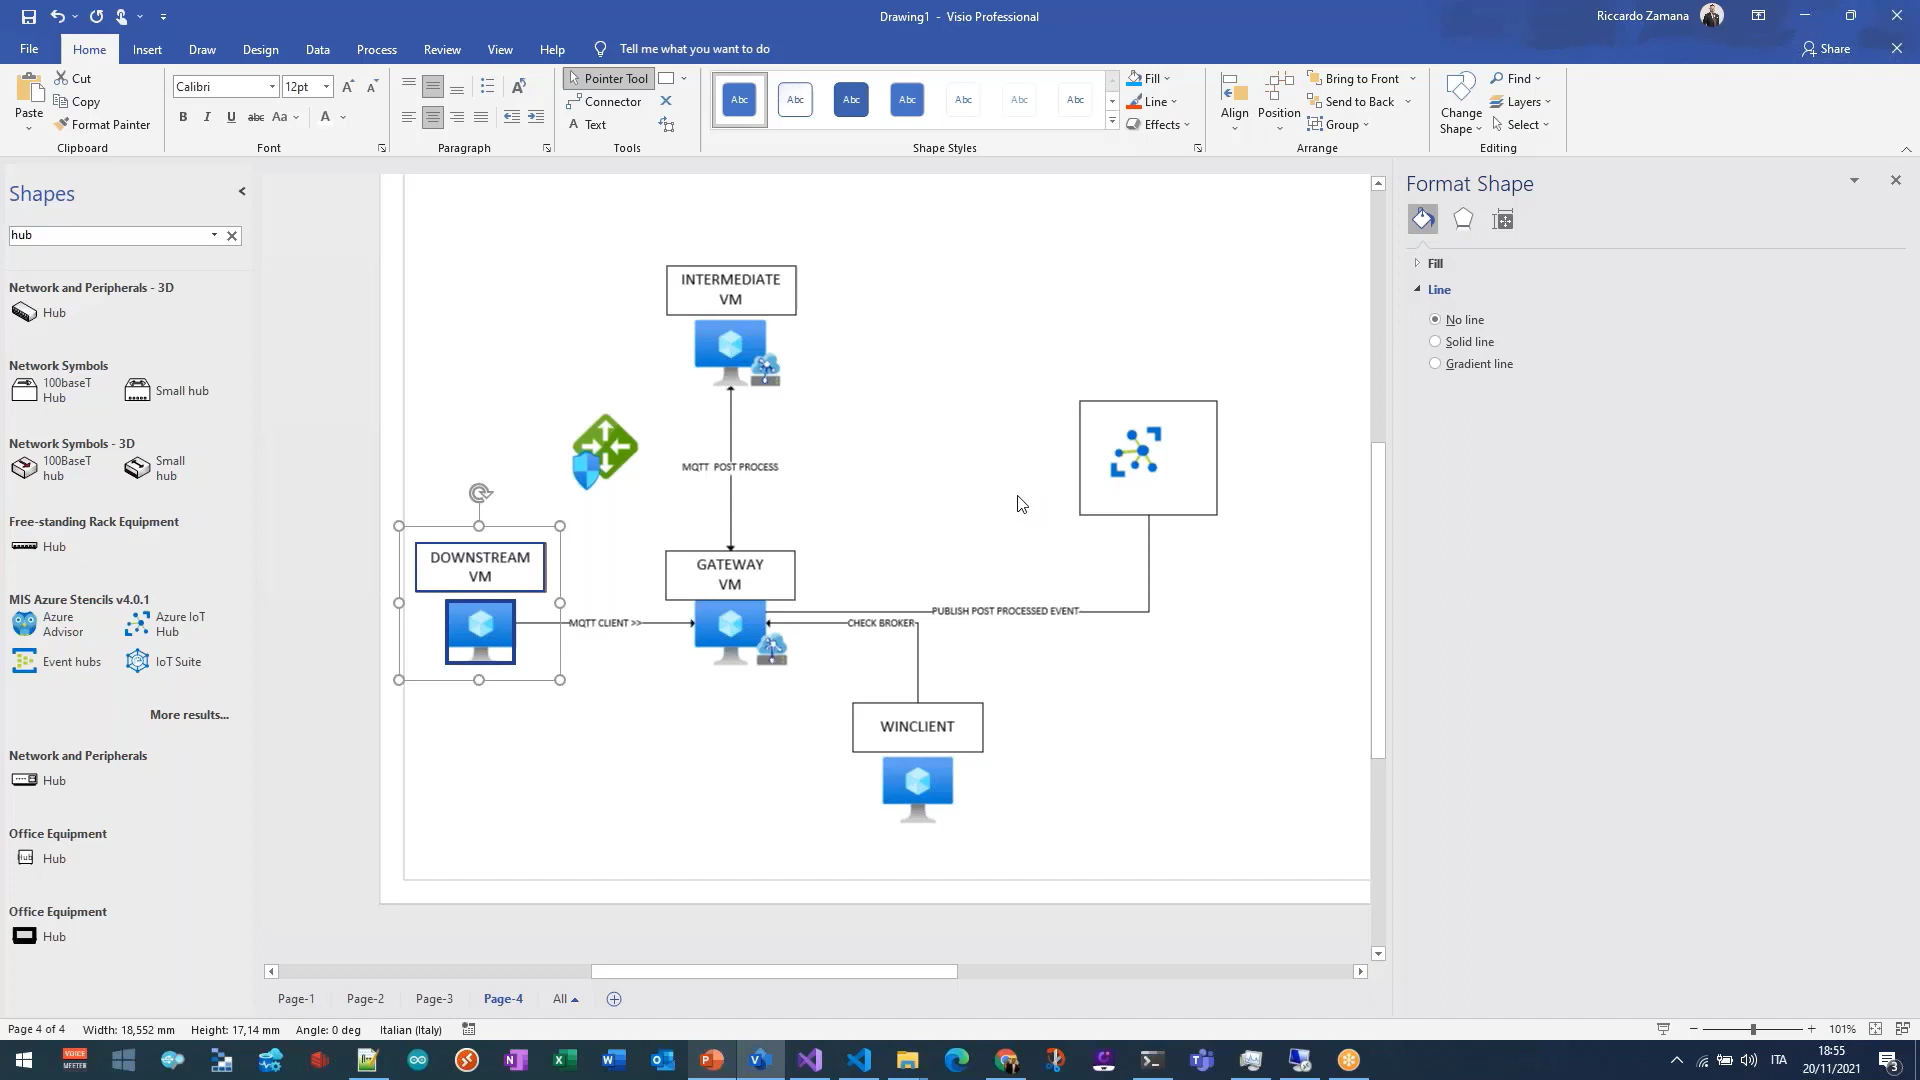 Drawing1 - Visio Professional
Riccardo Zamana
File
Home
Insert
Draw
Design
Data
Process
Review
View
Help
Tell me what you want to do
Share
Paste
Cut
Copy
Format Painter
Clipboard
Calibri
12pt
Font
Paragraph
Pointer Tool
Connector
Text
Tools
Abc
Abc
Abc
Abc
Abc
Abc
Abc
Shape Styles
Fill
Line
Effects
Align
Position
Bring to Front
Send to Back
Group
Arrange
Change
Shape
Find
Layers
Select
Editing
Shapes
hub
Network and Peripherals - 3D
Hub
Network Symbols
100baseT
Hub
Small hub
Network Symbols - 3D
100BaseT
hub
Small
hub
Free-standing Rack Equipment
Hub
MIS Azure Stencils v4.0.1
Azure
Advisor
Azure IoT
Hub
Event hubs
IoT Suite
More results...
Network and Peripherals
Hub
Office Equipment
Hub
Office Equipment
Hub
INTERMEDIATE
VM
MQTT POST PROCESS
DOWNSTREAM
VM
MQTT CLIENT >>
GATEWAY
VM
PUBLISH POST PROCESSED EVENT
CHECK BROKER
WINCLIENT
Format Shape
Fill
Line
No line
Solid line
Gradient line
Page-1
Page-2
Page-3
Page-4
All
Page 4 of 4
Width: 18,552 mm
Height: 17,14 mm
Angle: 0 deg
Italian (Italy)
101%
VOICE
MEETER
ITA
18:55
20/11/2021
3